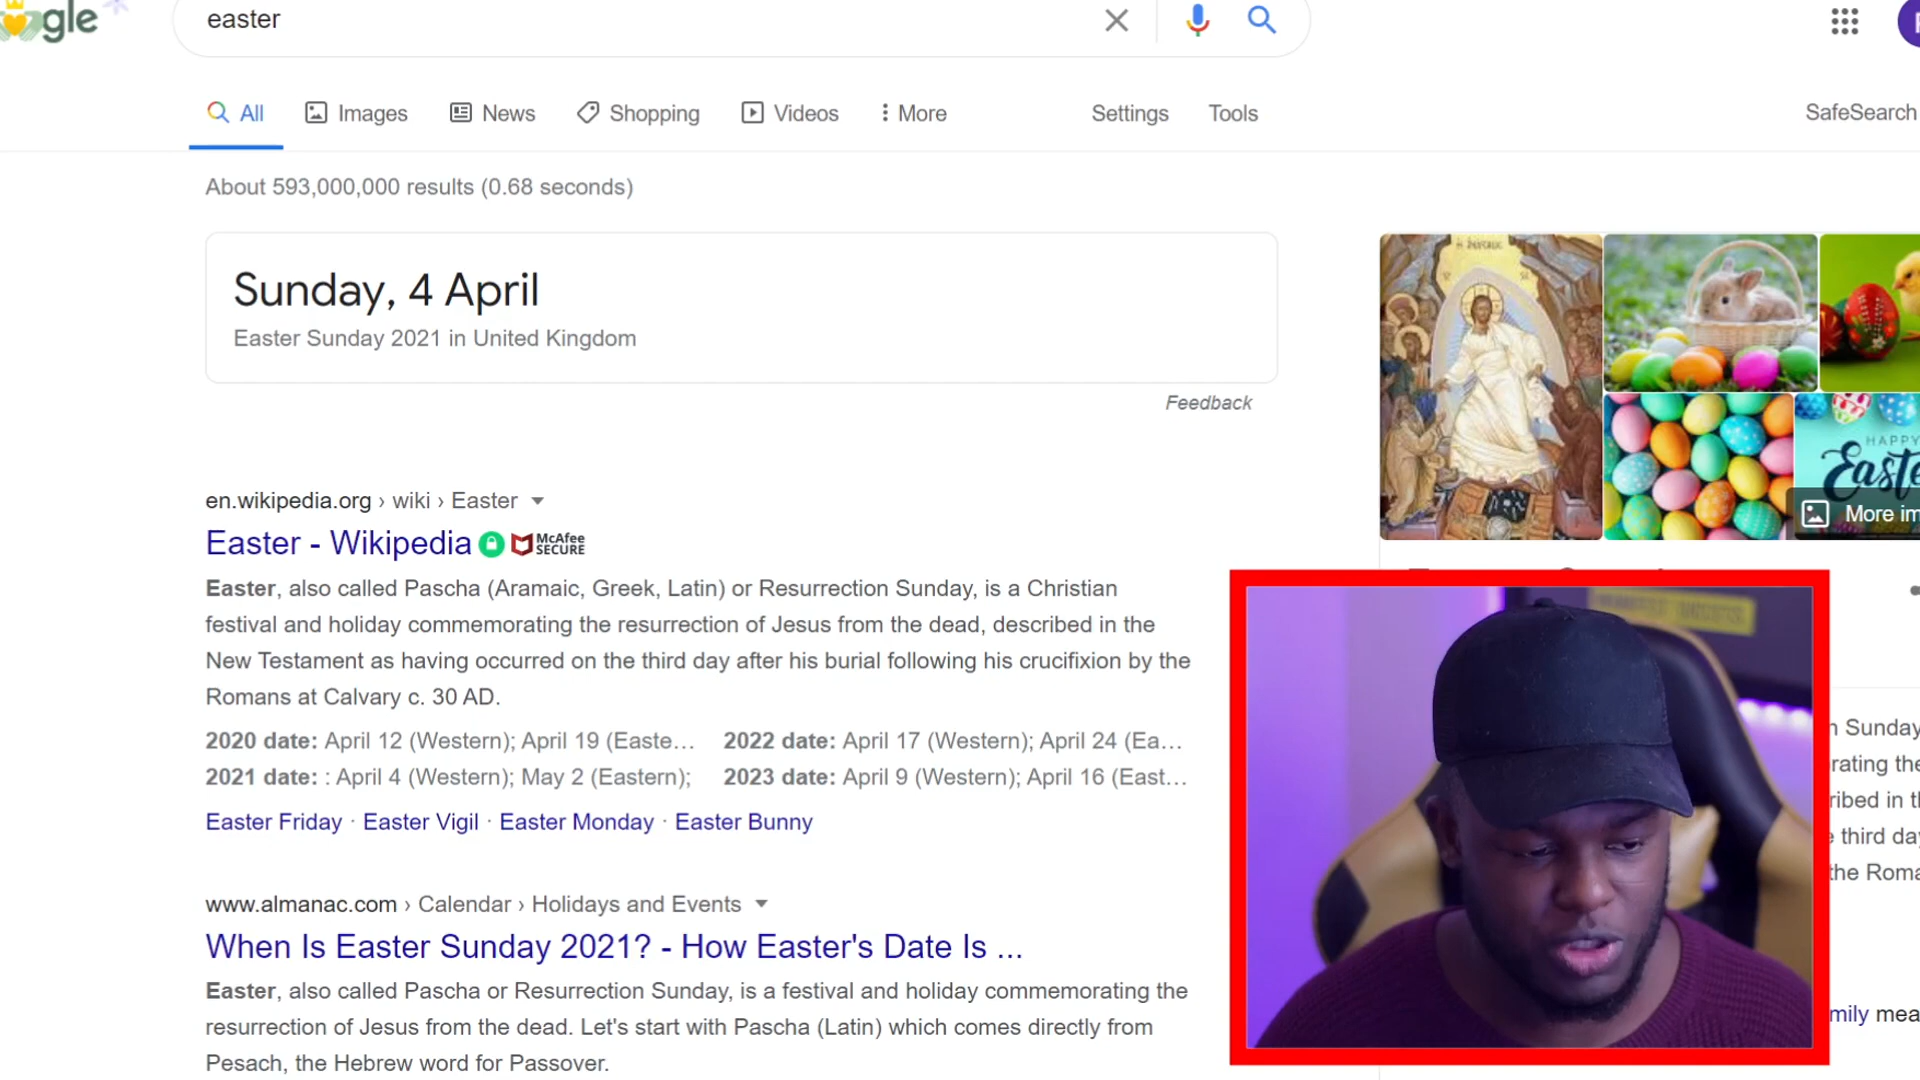 gle
easter
All Images News Shopping Videos More Settings Tools SafeSearch
About 593,000,000 results (0.68 seconds)
Sunday, 4 April
Easter Sunday 2021 in United Kingdom
Feedback
HAPPY
Easte
More im
en.wikipedia.org › wiki › Easter
Easter - Wikipedia McAfee SECURE
Easter, also called Pascha (Aramaic, Greek, Latin) or Resurrection Sunday, is a Christian
festival and holiday commemorating the resurrection of Jesus from the dead, described in the
New Testament as having occurred on the third day after his burial following his crucifixion by the
Romans at Calvary c. 30 AD.
2020 date: April 12 (Western); April 19 (Easte... 2022 date: April 17 (Western); April 24 (Ea...
2021 date: : April 4 (Western); May 2 (Eastern); 2023 date: April 9 (Western); April 16 (East...
Easter Friday · Easter Vigil · Easter Monday · Easter Bunny
www.almanac.com › Calendar › Holidays and Events
When Is Easter Sunday 2021? - How Easter's Date Is ...
Easter, also called Pascha or Resurrection Sunday, is a festival and holiday commemorating the
resurrection of Jesus from the dead. Let's start with Pascha (Latin) which comes directly from
Pesach, the Hebrew word for Passover.
n Sunday
rating the
ribed in th
e third day
the Roma
mily mea